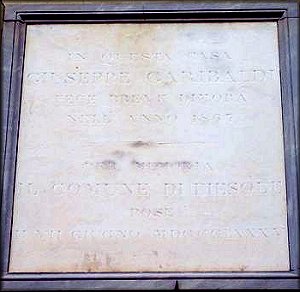 IN QUESTA CASA
GIUSEPPE GARIBALDI
FECE BREVE DIMORA
NELL' ANNO 1867
PER MEMORIA
IL COMUNE DI FIESOLE
POSE
GIUGNO